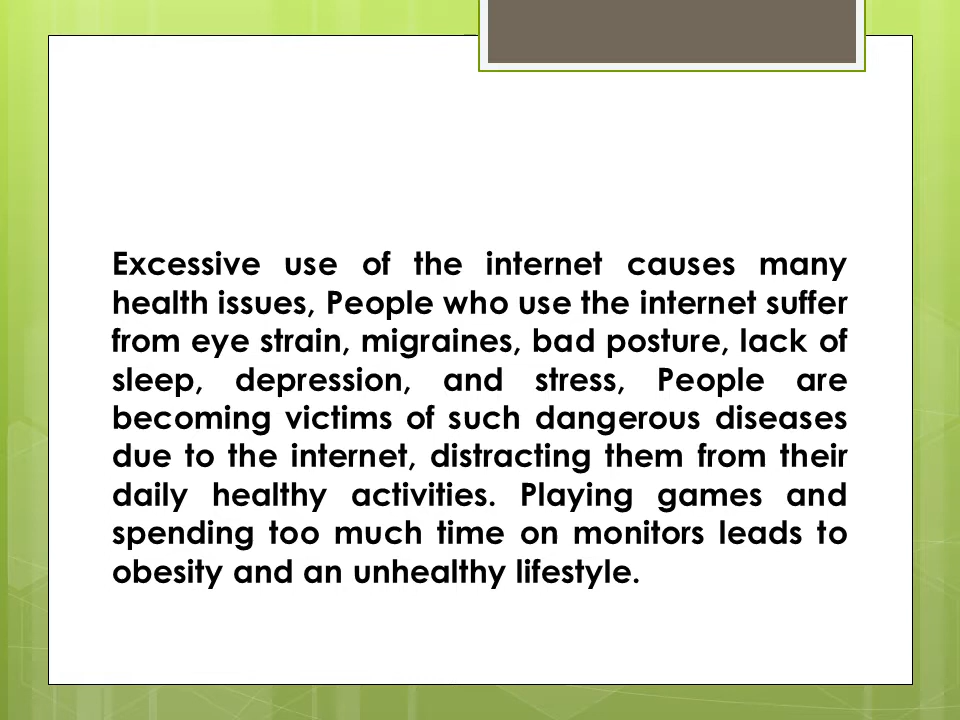 Excessive use of the internet causes many
health issues, People who use the internet suffer
from eye strain, migraines, bad posture, lack of
sleep, depression, and stress, People are
becoming victims of such dangerous diseases
due to the internet, distracting them from their
daily healthy activities. Playing games and
spending too much time on monitors leads to
obesity and an unhealthy lifestyle.